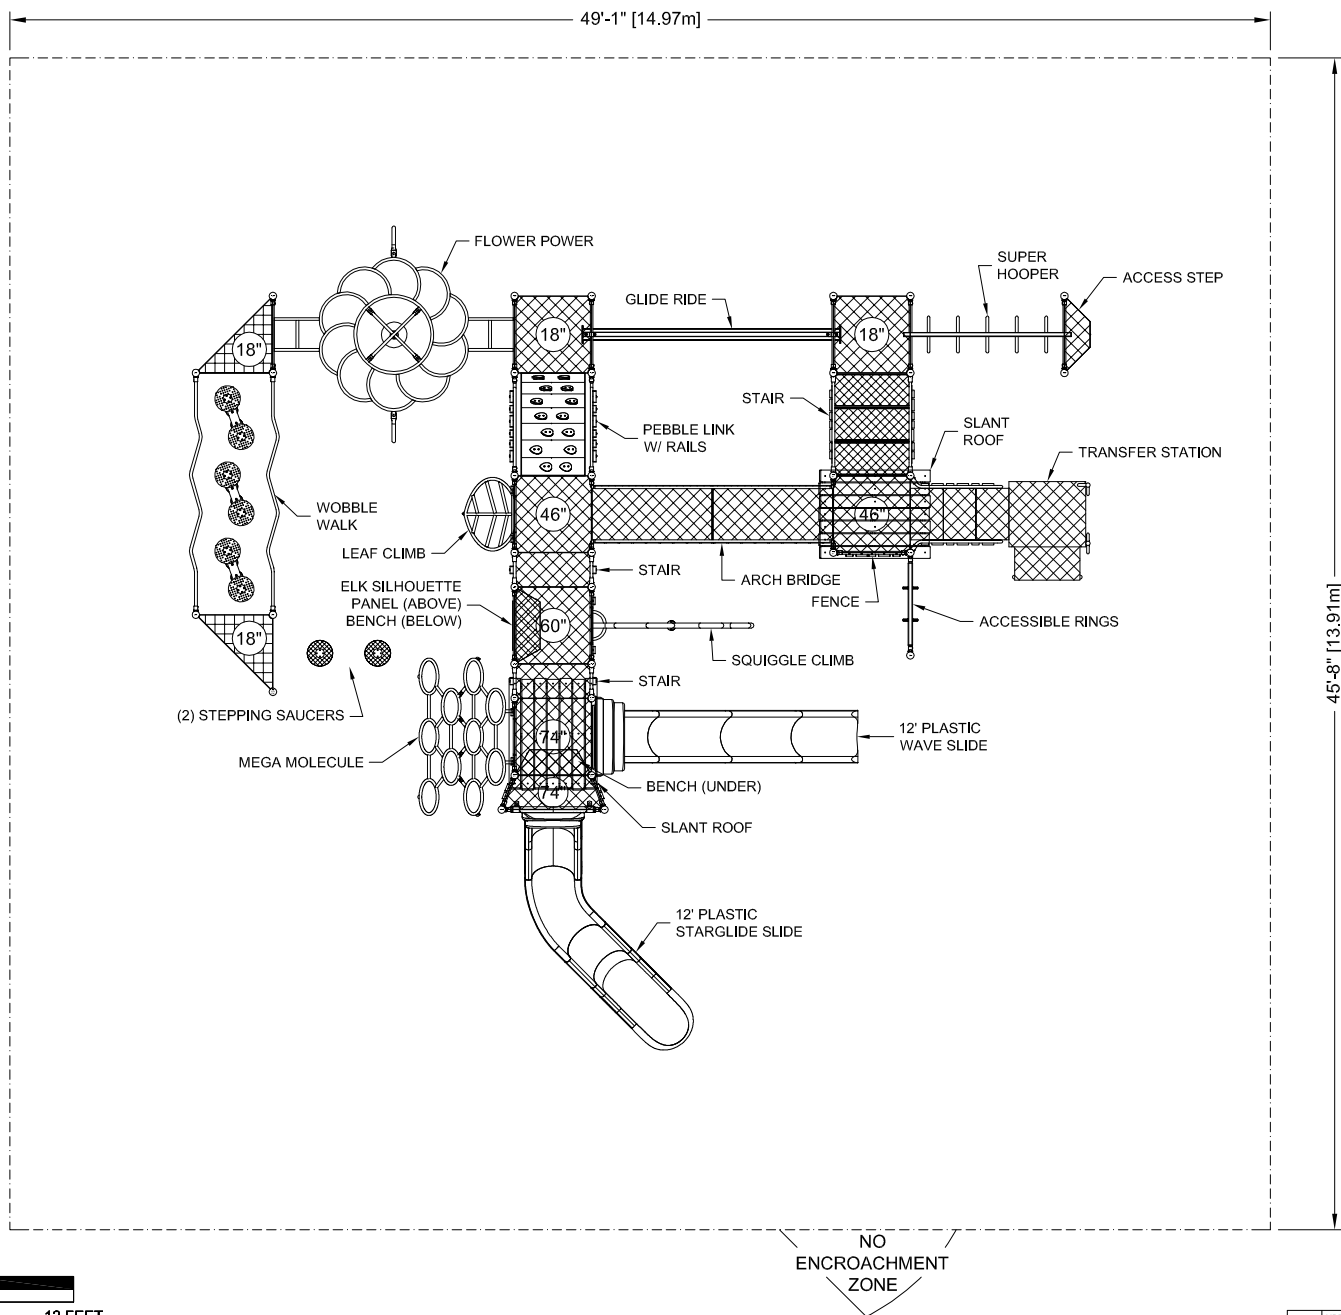 49'-1" [14.97m]
FLOWER POWER
SUPER
HOOPER
ACCESS STEP
GLIDE RIDE
18"
18"
18"
STAIR
SLANT
ROOF
PEBBLE LINK
W/ RAILS
TRANSFER STATION
WOBBLE
WALK
46"
46"
LEAF CLIMB
STAIR
ARCH BRIDGE
ELK SILHOUETTE
PANEL (ABOVE)
BENCH (BELOW)
FENCE
60"
ACCESSIBLE RINGS
18"
SQUIGGLE CLIMB
45'-8" [13.91m]
STAIR
(2) STEPPING SAUCERS
74"
12' PLASTIC
WAVE SLIDE
MEGA MOLECULE
BENCH (UNDER)
74"
SLANT ROOF
12' PLASTIC
STARGLIDE SLIDE
NO
ENCROACHMENT
ZONE
12 FEET